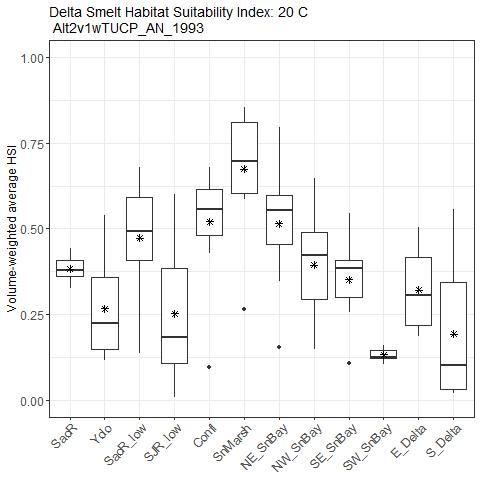 Delta Smelt Habitat Suitability Index: 20 C
Alt2v1wTUCP_AN_1993
Volume-weighted average HSI
1.00
0.75
0.50
0.25
0.00
SacR
Yolo
SacR_low
SJR_low
Confl
SnMarsh
NE_SnBay
NW_SnBay
SE_SnBay
SW_SnBay
E_Delta
S_Delta